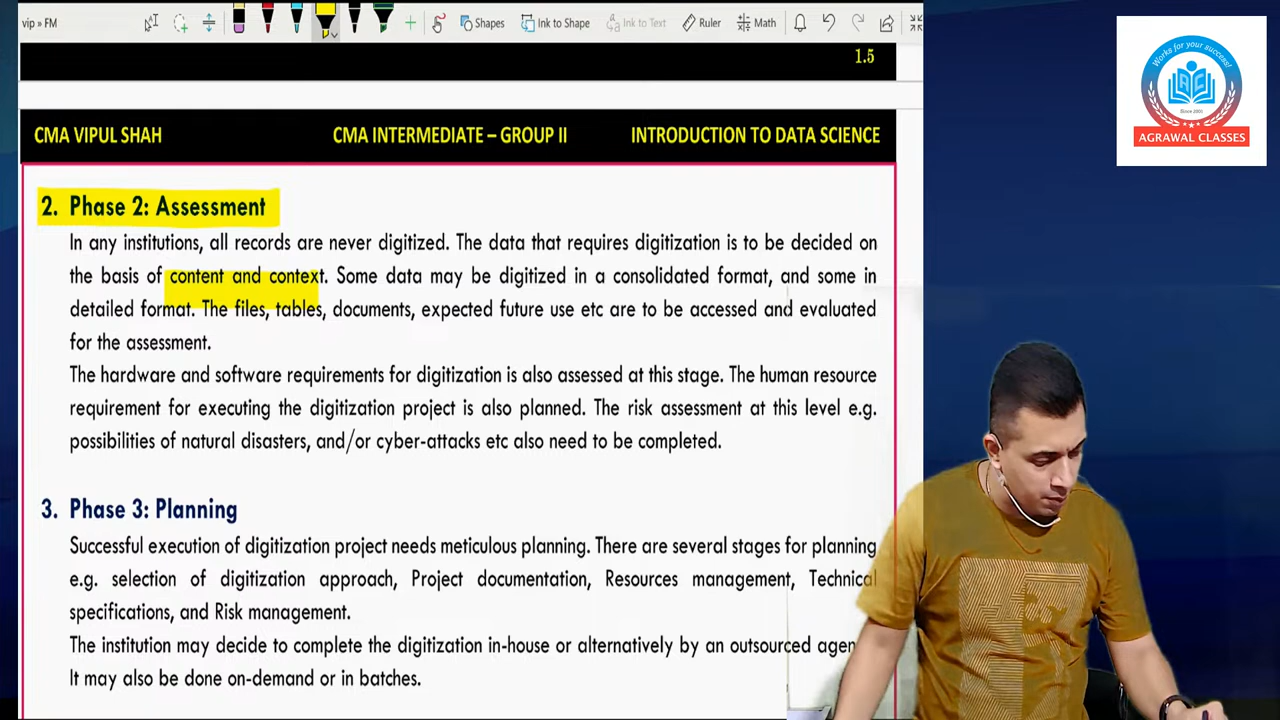 vip » FM
Shapes
Ink to Shape
Ink to Text
Ruler
Math
1.5
Works for your success!
AC
Since 2001
AGRAWAL CLASSES
CMA VIPUL SHAH CMA INTERMEDIATE – GROUP II INTRODUCTION TO DATA SCIENCE
2. Phase 2: Assessment
In any institutions, all records are never digitized. The data that requires digitization is to be decided on
the basis of content and context. Some data may be digitized in a consolidated format, and some in
detailed format. The files, tables, documents, expected future use etc are to be accessed and evaluated
for the assessment.
The hardware and software requirements for digitization is also assessed at this stage. The human resource
requirement for executing the digitization project is also planned. The risk assessment at this level e.g.
possibilities of natural disasters, and/or cyber-attacks etc also need to be completed.
3. Phase 3: Planning
Successful execution of digitization project needs meticulous planning. There are several stages for planning
e.g. selection of digitization approach, Project documentation, Resources management, Technical
specifications, and Risk management.
The institution may decide to complete the digitization in-house or alternatively by an outsourced agen
It may also be done on-demand or in batches.